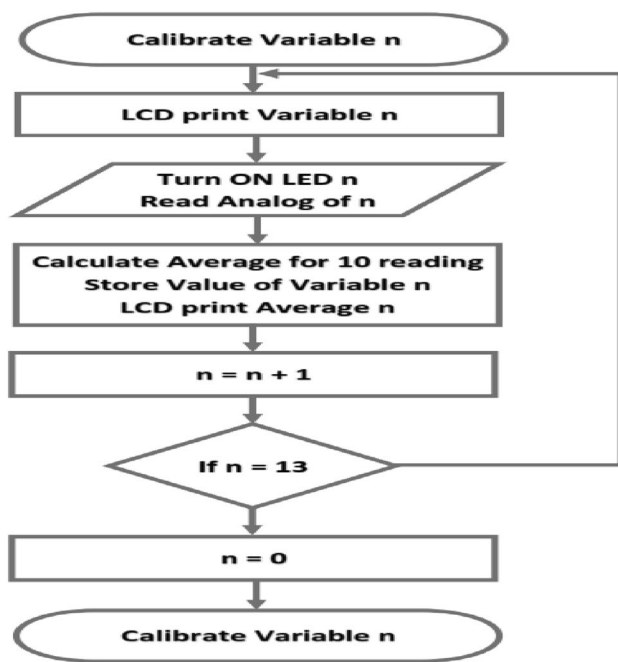 Calibrate Variable n
LCD print Variable n
Turn ON LED n
Read Analog of n
Calculate Average for 10 reading
Store Value of Variable n
LCD print Average n
n = n + 1
If n = 13
n = 0
Calibrate Variable n